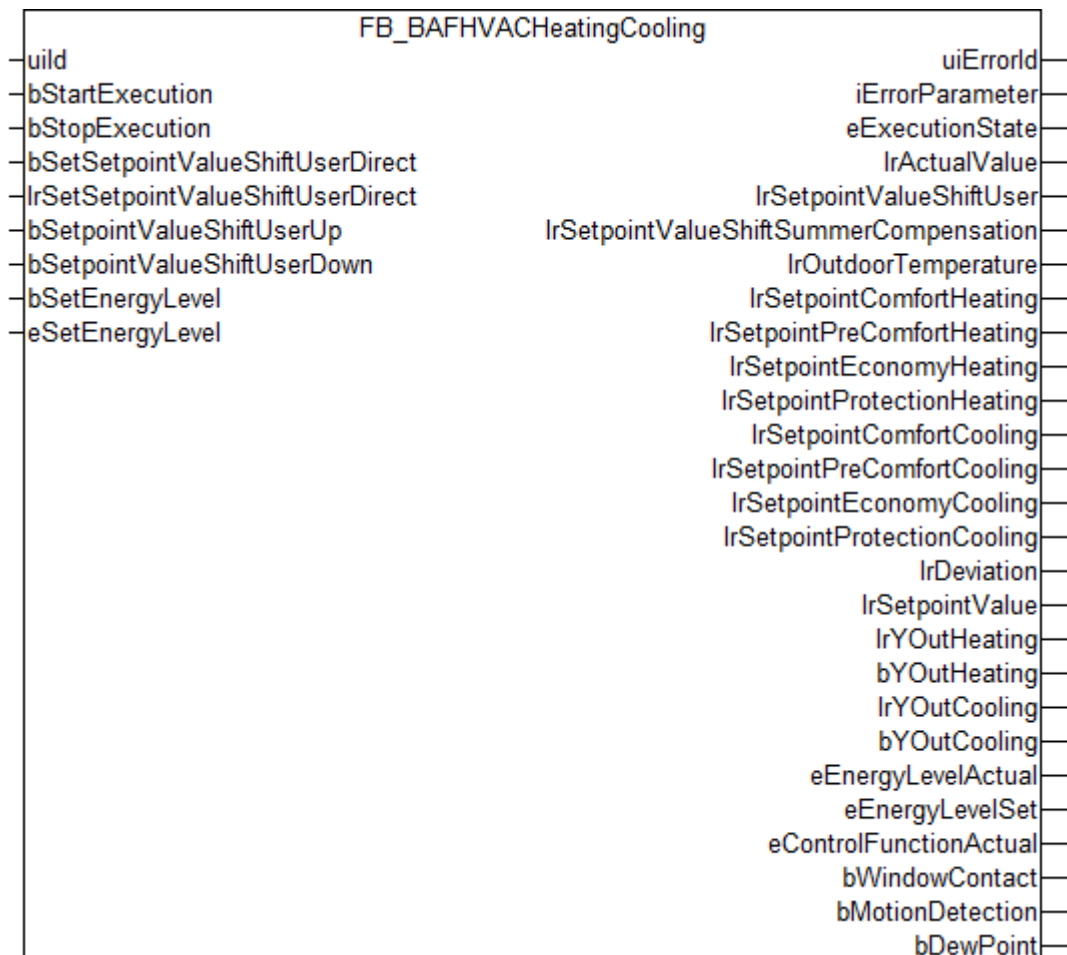 FB_BAFHVACHeatingCooling
uiId uiErrorId
bStartExecution iErrorParameter
bStopExecution eExecutionState
bSetSetpointValueShiftUserDirect lrActualValue
lrSetSetpointValueShiftUserDirect lrSetpointValueShiftUser
bSetpointValueShiftUserUp lrSetpointValueShiftSummerCompensation
bSetpointValueShiftUserDown lrOutdoorTemperature
bSetEnergyLevel lrSetpointComfortHeating
eSetEnergyLevel lrSetpointPreComfortHeating
lrSetpointEconomyHeating
lrSetpointProtectionHeating
lrSetpointComfortCooling
lrSetpointPreComfortCooling
lrSetpointEconomyCooling
lrSetpointProtectionCooling
lrDeviation
lrSetpointValue
lrYOutHeating
bYOutHeating
lrYOutCooling
bYOutCooling
eEnergyLevelActual
eEnergyLevelSet
eControlFunctionActual
bWindowContact
bMotionDetection
bDewPoint